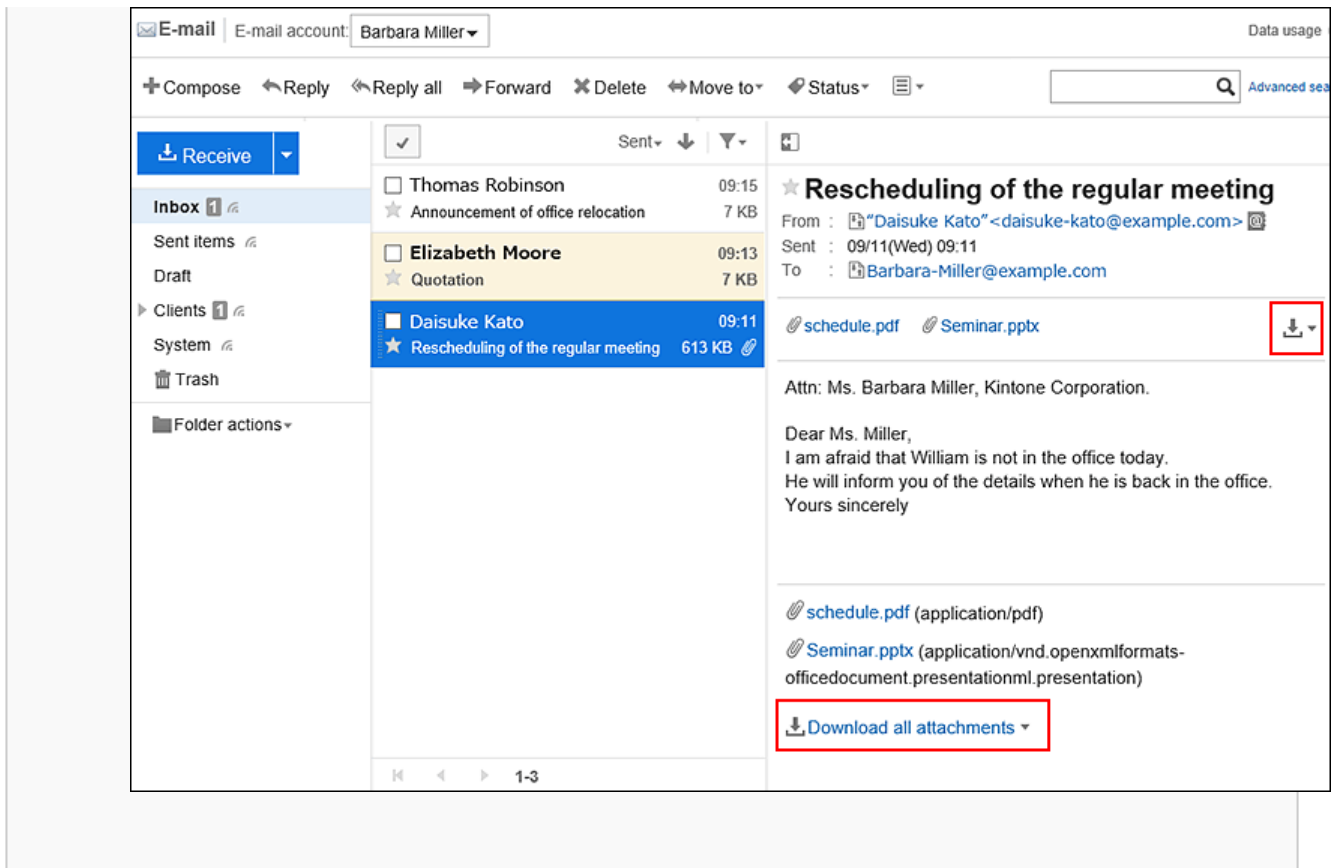 E-mail E-mail account: Barbara Miller Data usage
Compose Reply Reply all Forward Delete Move to Status Advanced sea
Receive
Inbox 1
Sent items
Draft
Clients 1
System
Trash
Folder actions
Sent
Thomas Robinson 09:15
Announcement of office relocation 7 KB
Elizabeth Moore 09:13
Quotation 7 KB
Daisuke Kato 09:11
Rescheduling of the regular meeting 613 KB
1-3
Rescheduling of the regular meeting
From : "Daisuke Kato"<daisuke-kato@example.com>
Sent : 09/11(Wed) 09:11
To : Barbara-Miller@example.com
schedule.pdf Seminar.pptx
Attn: Ms. Barbara Miller, Kintone Corporation.
Dear Ms. Miller,
I am afraid that William is not in the office today.
He will inform you of the details when he is back in the office.
Yours sincerely
schedule.pdf (application/pdf)
Seminar.pptx (application/vnd.openxmlformats-
officedocument.presentationml.presentation)
Download all attachments